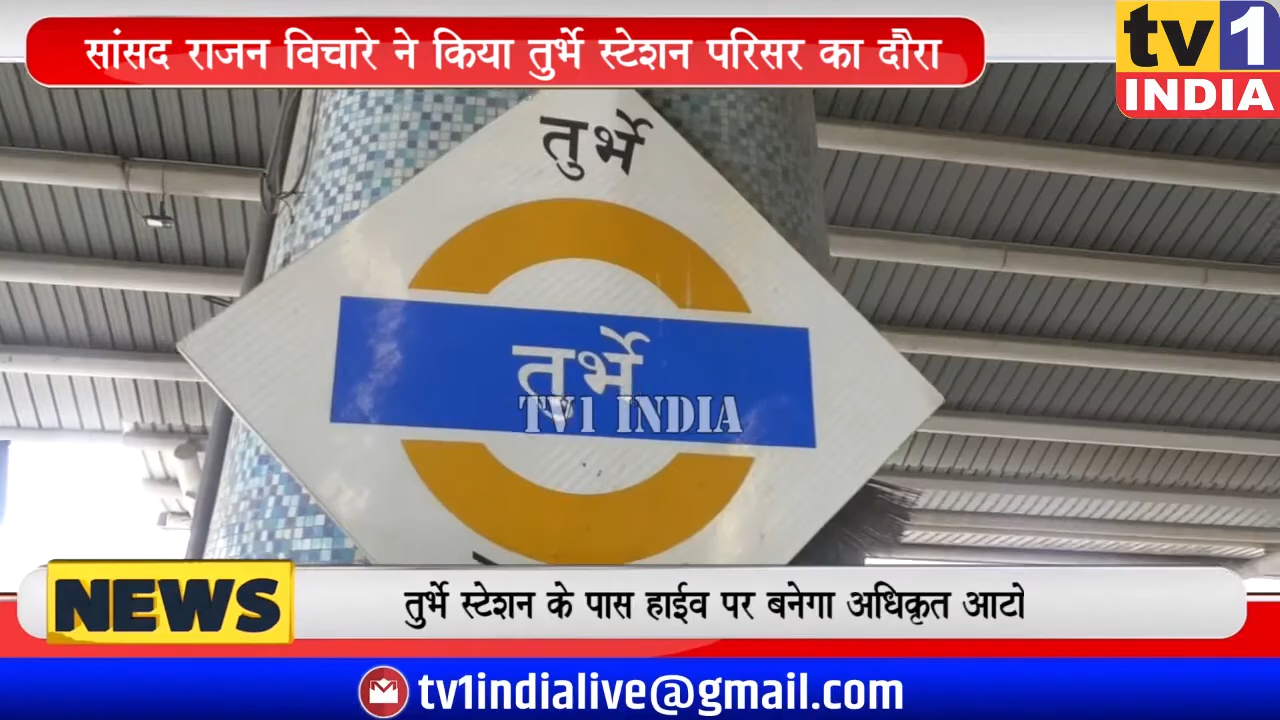 सांसद राजन विचारे ने किया तुर्भे स्टेशन परिसर का दौरा
tv1
INDIA
तुर्भे
तुर्भे
TV1 INDIA
NEWS
तुर्भे स्टेशन के पास हाईव पर बनेगा अधिकृत आटो
tv1indialive@gmail.com